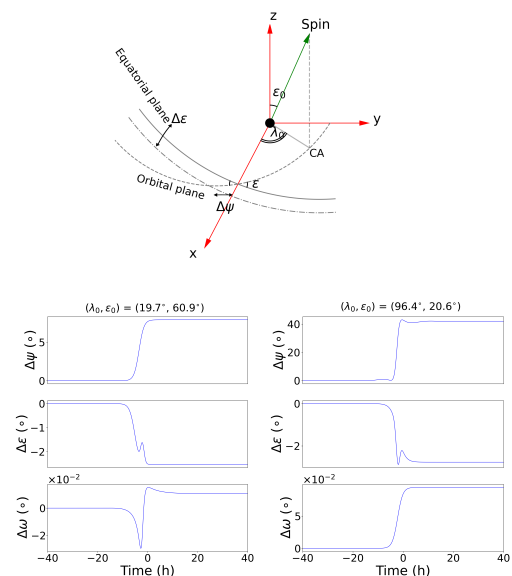 z
Spin
Equatorial plane
ε₀
Δε
y
λα
CA
ε
Orbital plane
Δψ
x
(λ₀, ε₀) = (19.7°, 60.9°)
(λ₀, ε₀) = (96.4°, 20.6°)
Δψ (∘)
5
0
Δψ (∘)
40
20
0
Δε (∘)
0
−1
−2
Δε (∘)
0
−2
×10⁻²
Δω (∘)
0
−2
×10⁻²
Δω (∘)
5
0
−40 −20 0 20 40
−40 −20 0 20 40
Time (h)
Time (h)